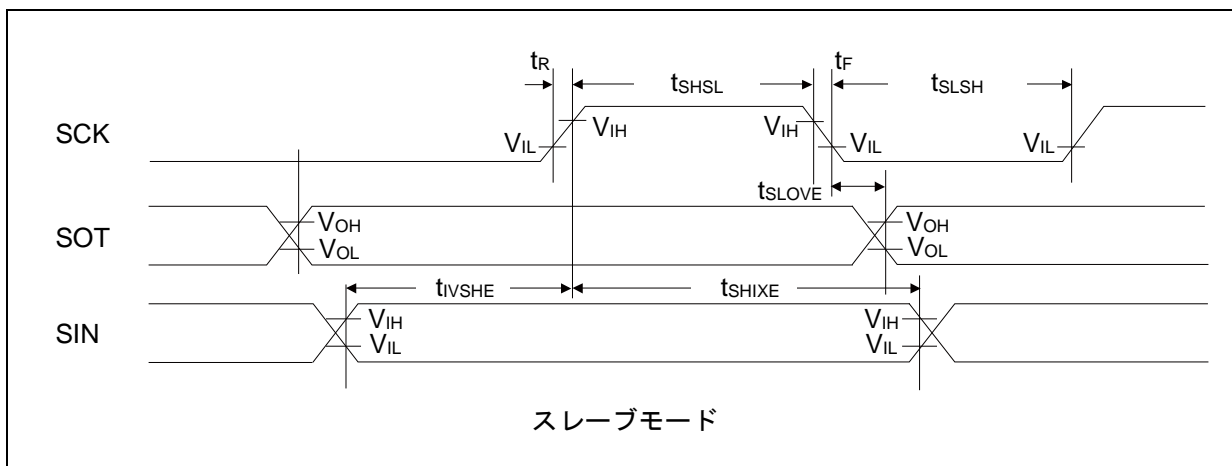 tR tSHSL tF tSLSH
SCK VIL VIH VIH VIL VIL
tSLOVE
SOT VOH VOH
VOL VOL
tIVSHE tSHIXE
SIN VIH VIH
VIL VIL
スレーブモード